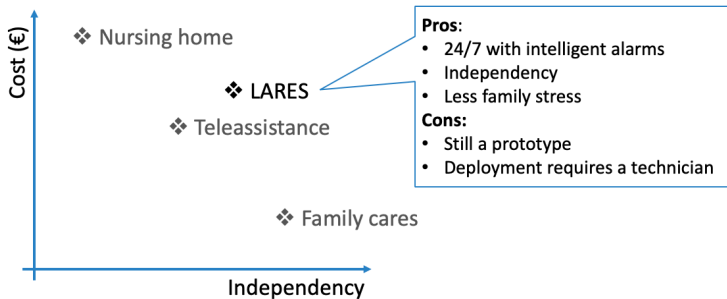 Cost (€)
❖ Nursing home
❖ LARES
❖ Teleassistance
❖ Family cares
Independency
Pros:
• 24/7 with intelligent alarms
• Independency
• Less family stress
Cons:
• Still a prototype
• Deployment requires a technician